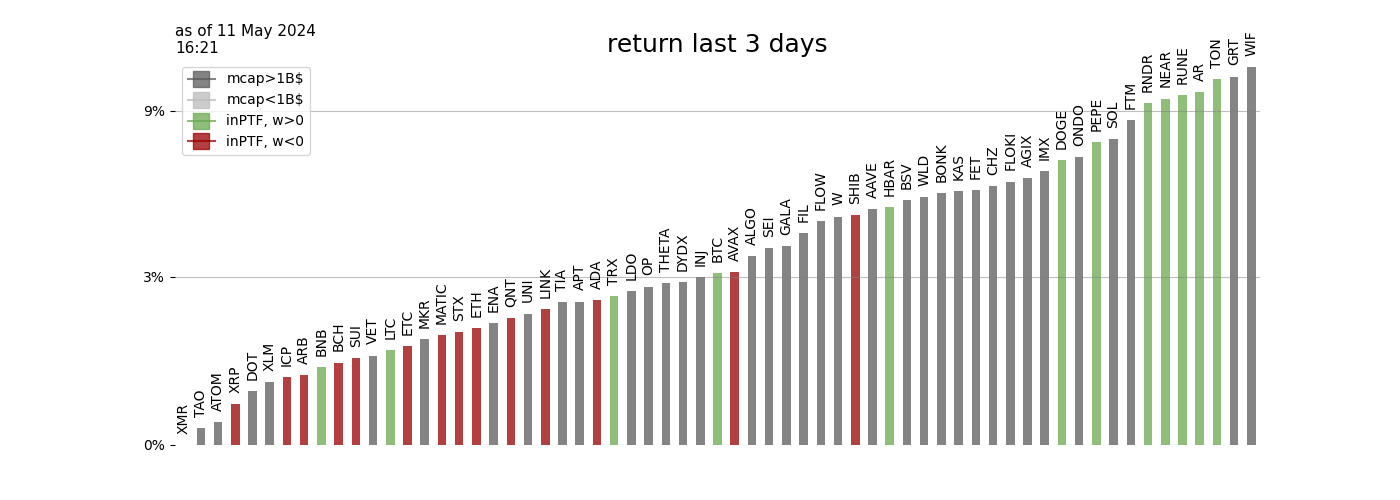 as of 11 May 2024
16:21
return last 3 days
mcap>1B$
mcap<1B$
inPTF, w>0
inPTF, w<0
9%
3%
0%
XMR
TAO
ATOM
XRP
DOT
XLM
ICP
ARB
BNB
BCH
SUI
VET
LTC
ETC
MKR
MATIC
STX
ETH
ENA
QNT
UNI
LINK
TIA
APT
ADA
TRX
LDO
OP
THETA
DYDX
INJ
BTC
AVAX
ALGO
SEI
GALA
FIL
FLOW
W
SHIB
AAVE
HBAR
BSV
WLD
BONK
KAS
FET
CHZ
FLOKI
AGIX
IMX
DOGE
ONDO
PEPE
SOL
FTM
RNDR
NEAR
RUNE
AR
TON
GRT
WIF